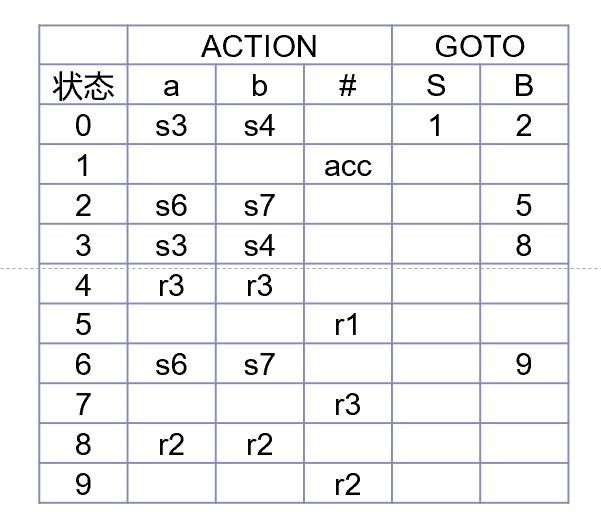 ACTION GOTO
状态 a b # S B
0 s3 s4 1 2
1 acc
2 s6 s7 5
3 s3 s4 8
4 r3 r3
5 r1
6 s6 s7 9
7 r3
8 r2 r2
9 r2